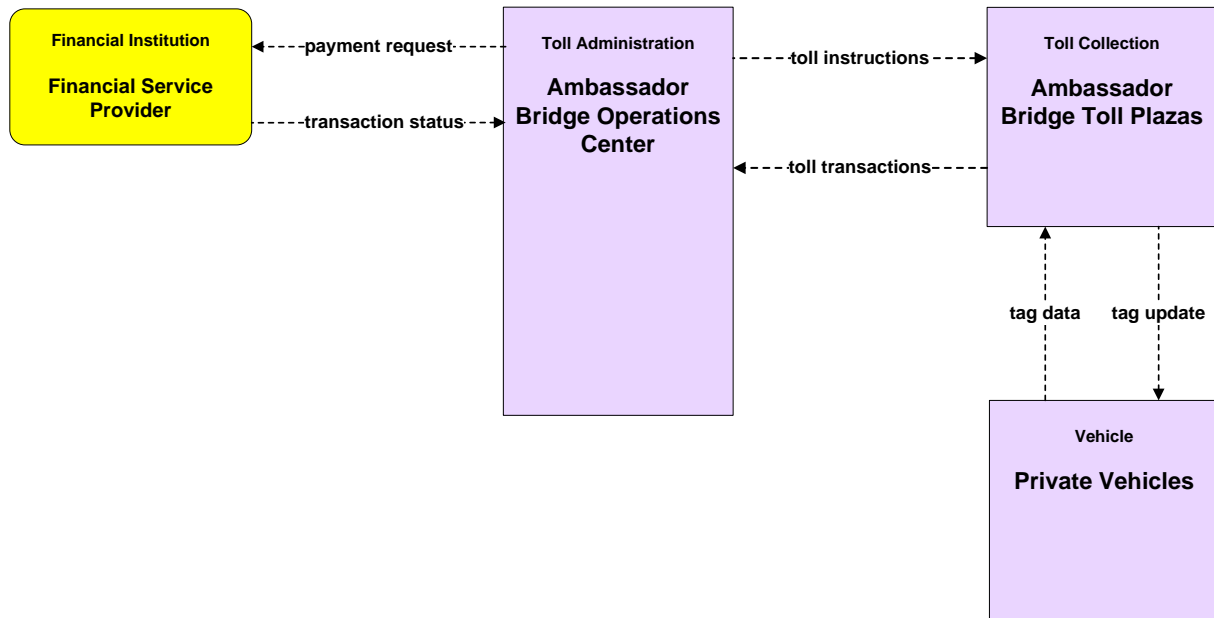 Financial Institution
Financial Service
Provider
payment request
transaction status
Toll Administration
Ambassador
Bridge Operations
Center
toll instructions
toll transactions
Toll Collection
Ambassador
Bridge Toll Plazas
tag data
tag update
Vehicle
Private Vehicles